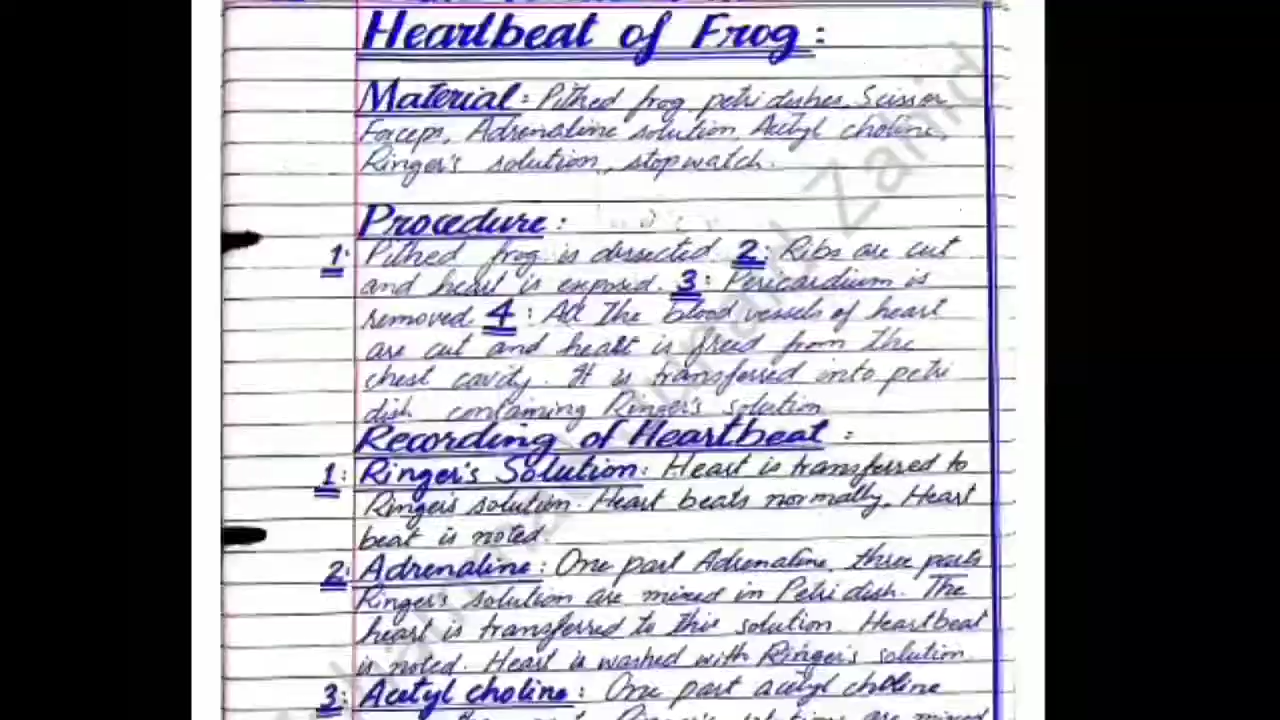 Heartbeat of Frog:
Material: Pithed frog, petri dishes, Scissor
Forceps, Adrenaline solution, Acetyl choline,
Ringer's solution, stopwatch.
Procedure:
1: Pithed frog is dissected. 2: Ribs are cut
and heart is exposed. 3: Pericardium is
removed. 4: All the blood vessels of heart
are cut and heart is freed from the
chest cavity. It is transferred into petri
dish containing Ringer's solution
Recording of Heartbeat:
1: Ringer's Solution: Heart is transferred to
Ringer's solution. Heart beats normally, Heart
beat is noted.
2: Adrenaline: One part Adrenaline, three parts
Ringer's solution are mixed in Petri dish. The
heart is transferred to this solution. Heartbeat
is noted. Heart is washed with Ringer's solution.
3: Acetyl choline: One part acetyl choline
Ringer's solutions are mixed
Zahid